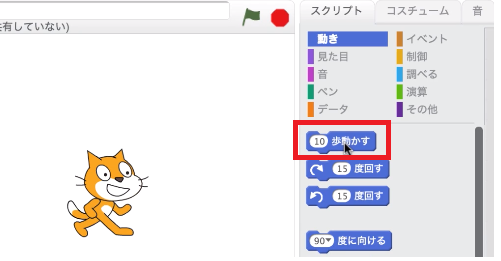 スクリプト コスチューム 音
有していない)
動き イベント
見た目 制御
音 調べる
ペン 演算
データ その他
10 歩動かす
15 度回す
15 度回す
90▼ 度に向ける